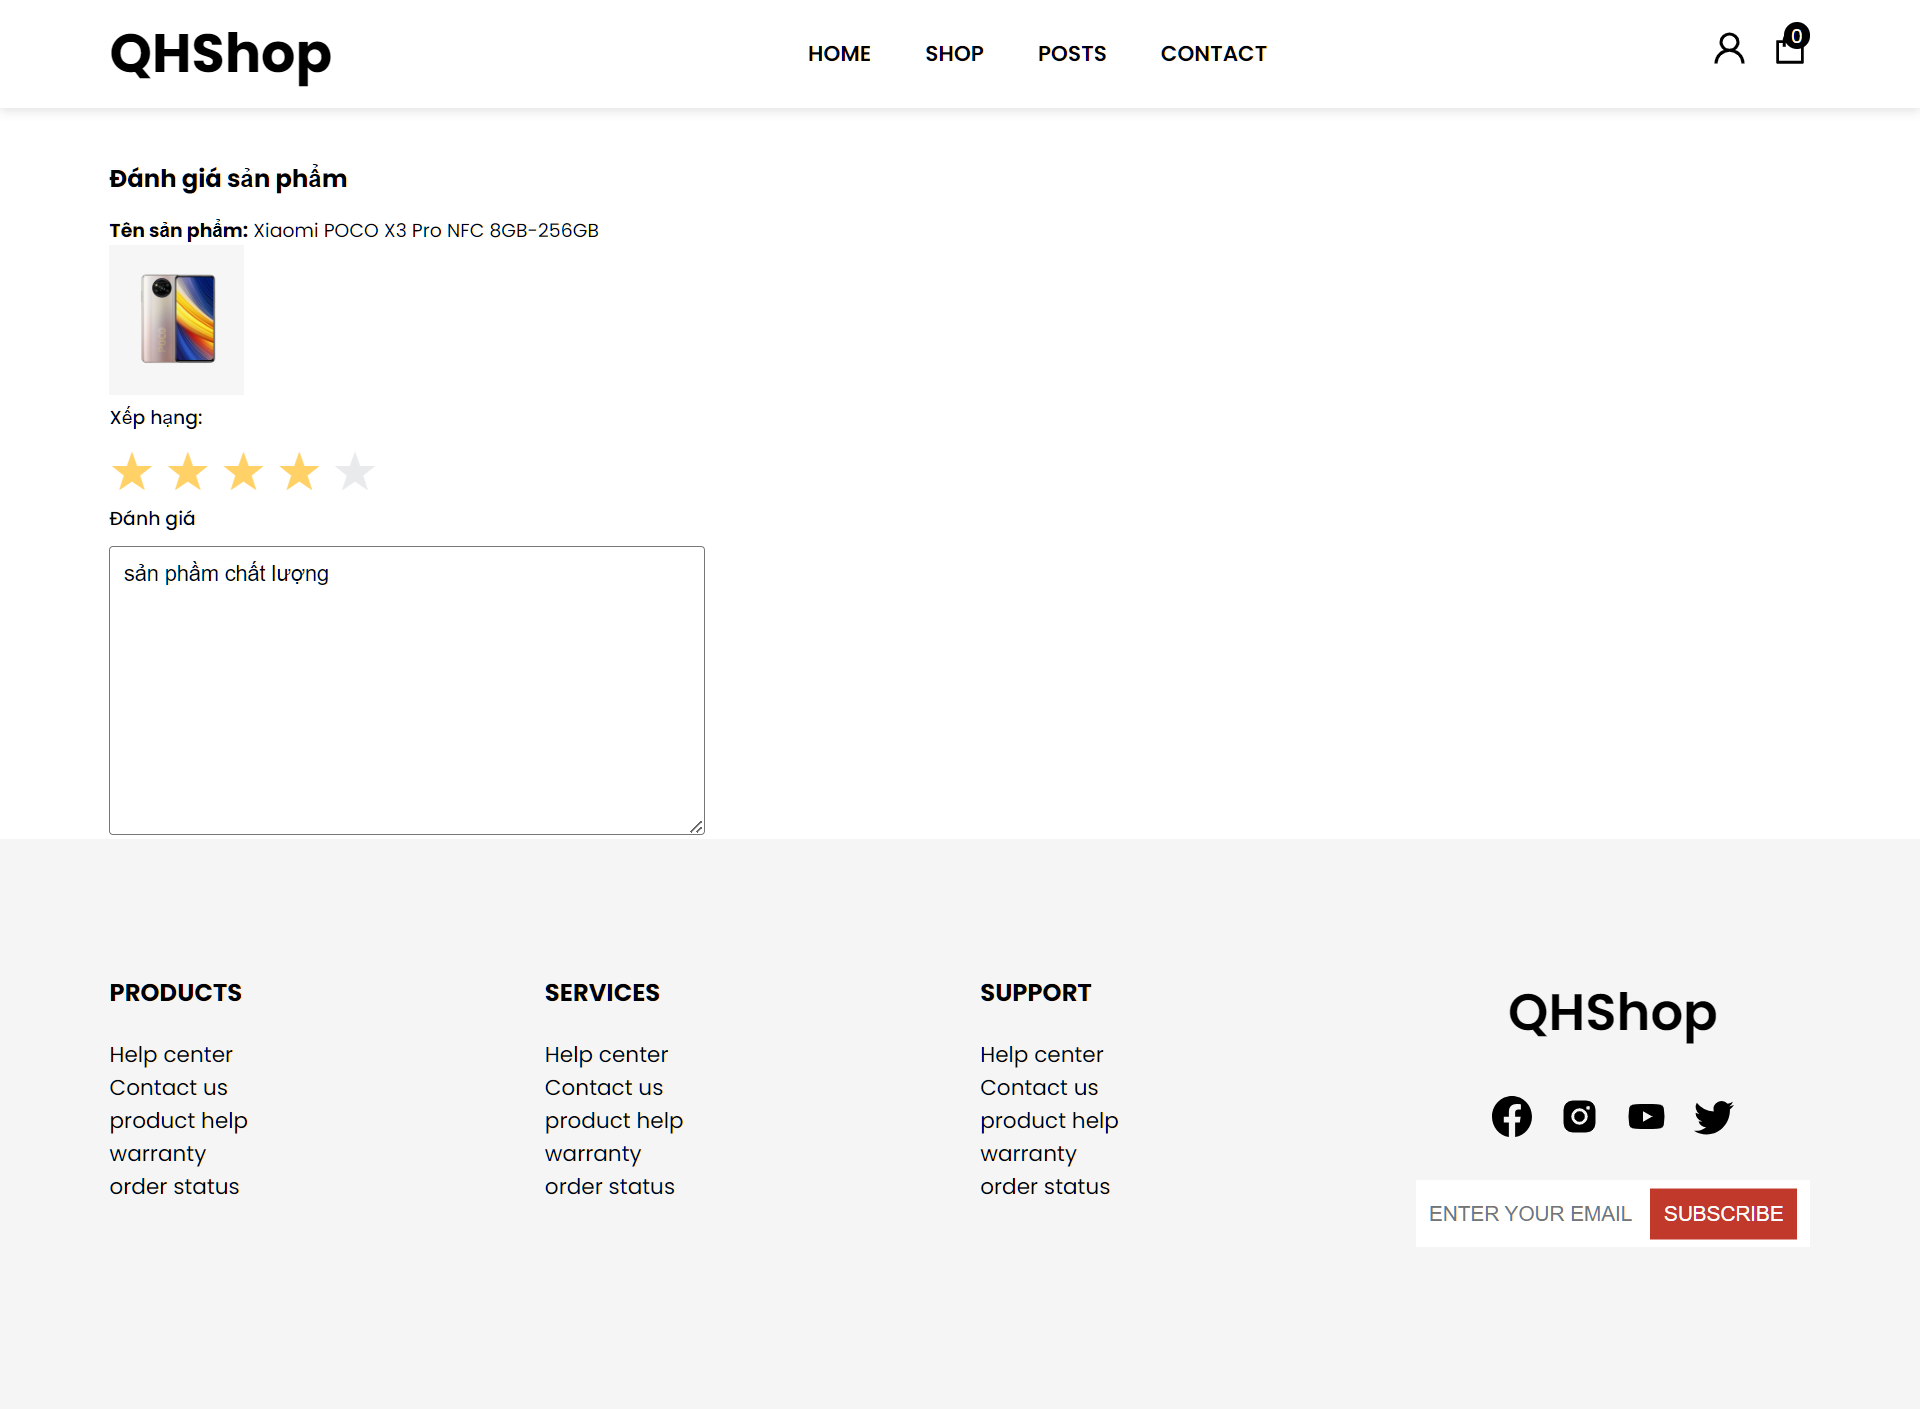 QHShop
HOME SHOP POSTS CONTACT
0
Đánh giá sản phẩm
Tên sản phẩm: Xiaomi POCO X3 Pro NFC 8GB-256GB
POCO
Xếp hạng:
Đánh giá
sản phầm chất lượng
PRODUCTS
Help center
Contact us
product help
warranty
order status
SERVICES
Help center
Contact us
product help
warranty
order status
SUPPORT
Help center
Contact us
product help
warranty
order status
QHShop
ENTER YOUR EMAIL SUBSCRIBE